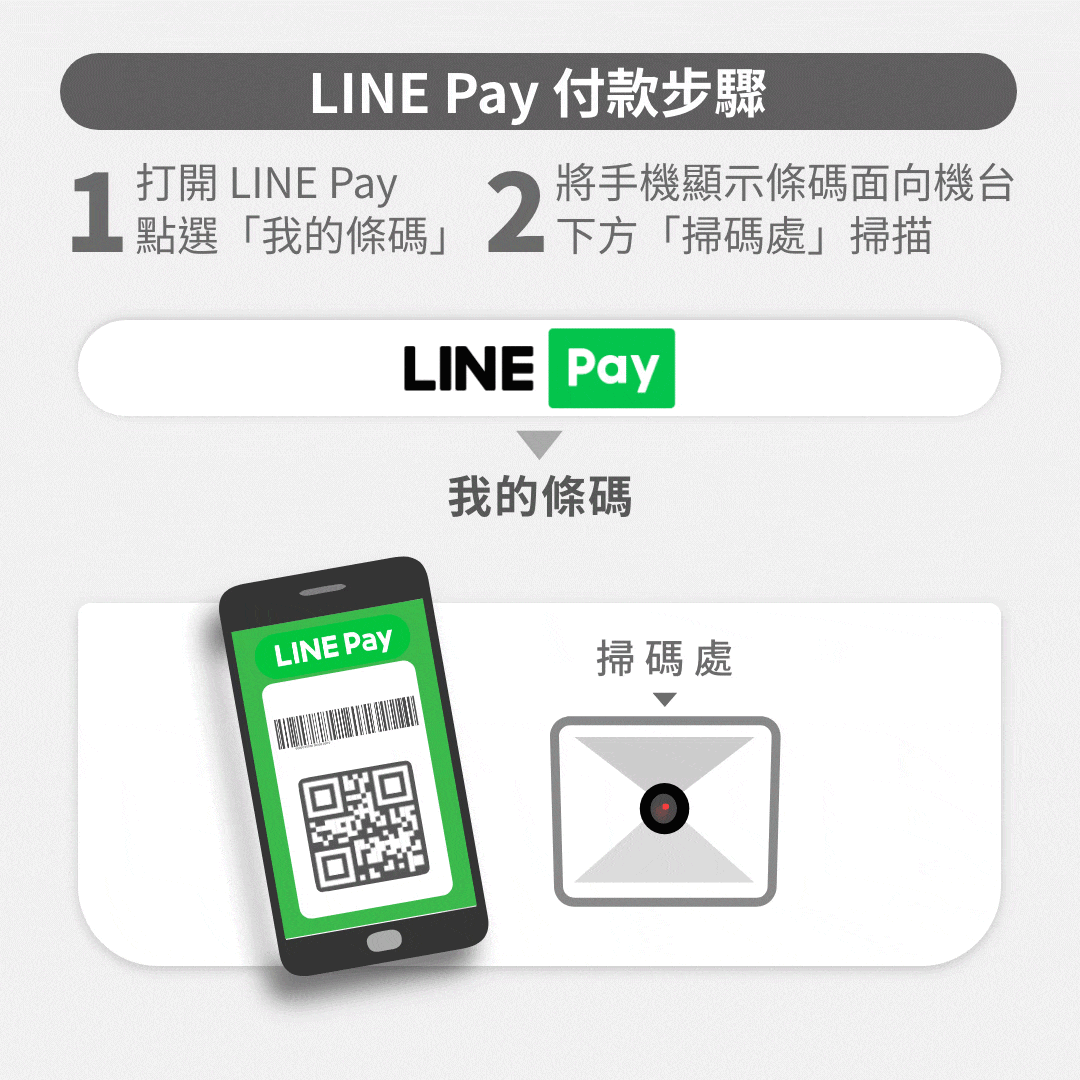 LINE Pay 付款步驟
1 打開 LINE Pay
點選「我的條碼」
2 將手機顯示條碼面向機台
下方「掃碼處」掃描
LINE Pay
我的條碼
LINE Pay
掃碼處